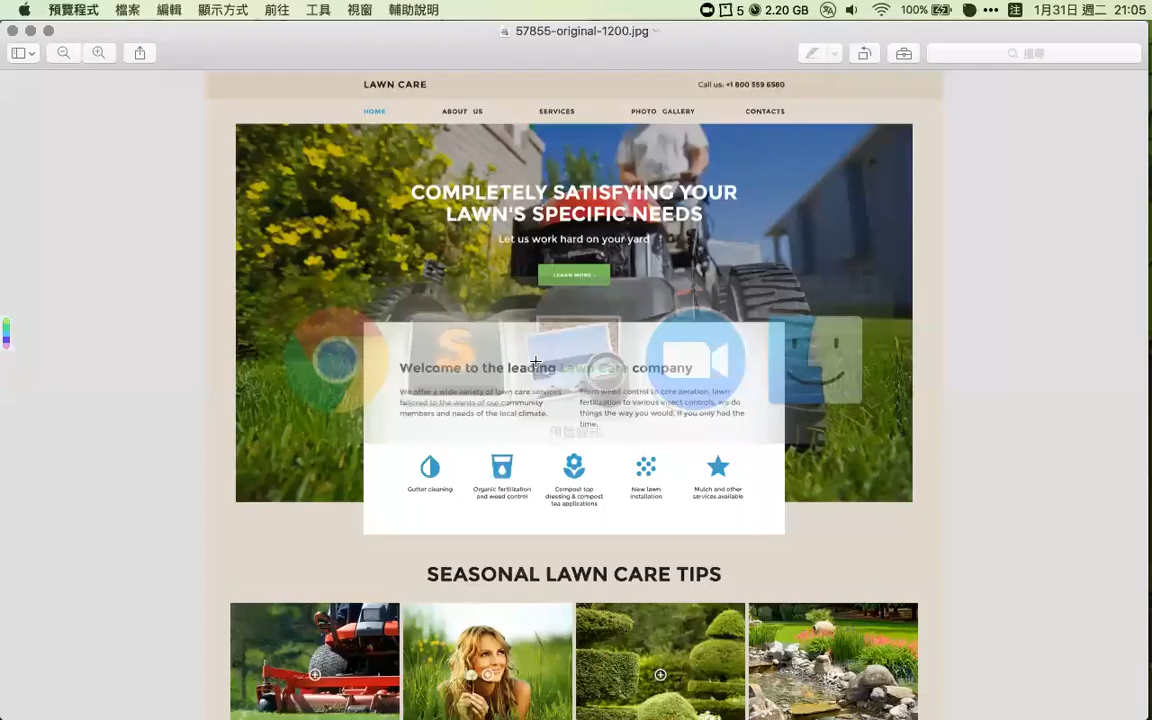 預覽程式 檔案 編輯 顯示方式 前往 工具 視窗 輔助說明 5 2.20 GB 100% 注 1月31日 週二 21:05
57855-original-1200.jpg
搜尋
LAWN CARE
Call us: +1 800 559 6580
HOME ABOUT US SERVICES PHOTO GALLERY CONTACTS
COMPLETELY SATISFYING YOUR
LAWN'S SPECIFIC NEEDS
Let us work hard on your yard
LEARN MORE
Welcome to the leading Lawn Care company
We offer a wide variety of lawn care services
tailored to the wants of our community
members and needs of the local climate.
From weed control to core aeration, lawn
fertilization to various insect controls, we do
things the way you would, if you only had the
time.
Gutter cleaning
Organic fertilization
and weed control
Compost top
dressing & compost
tea applications
New lawn
installation
Mulch and other
services available
SEASONAL LAWN CARE TIPS